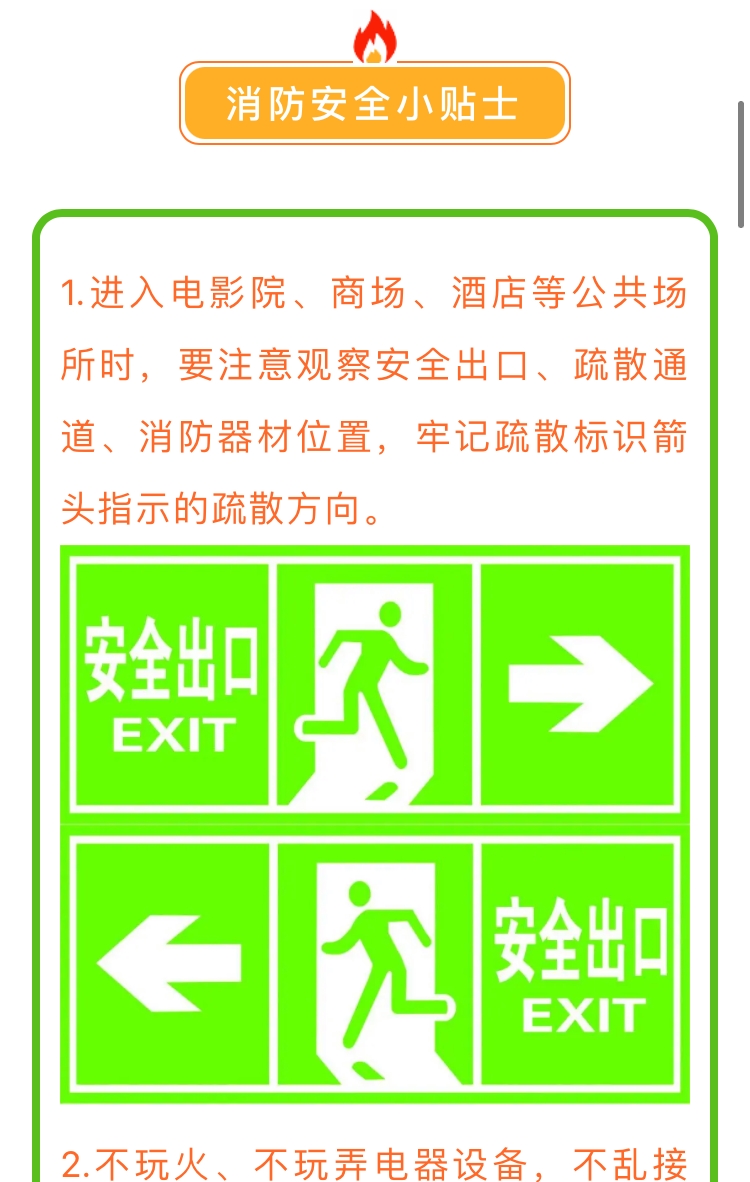 消防安全小贴士
1.进入电影院、商场、酒店等公共场
所时，要注意观察安全出口、疏散通
道、消防器材位置，牢记疏散标识箭
头指示的疏散方向。
安全出口
EXIT
安全出口
EXIT
2.不玩火、不玩弄电器设备，不乱接